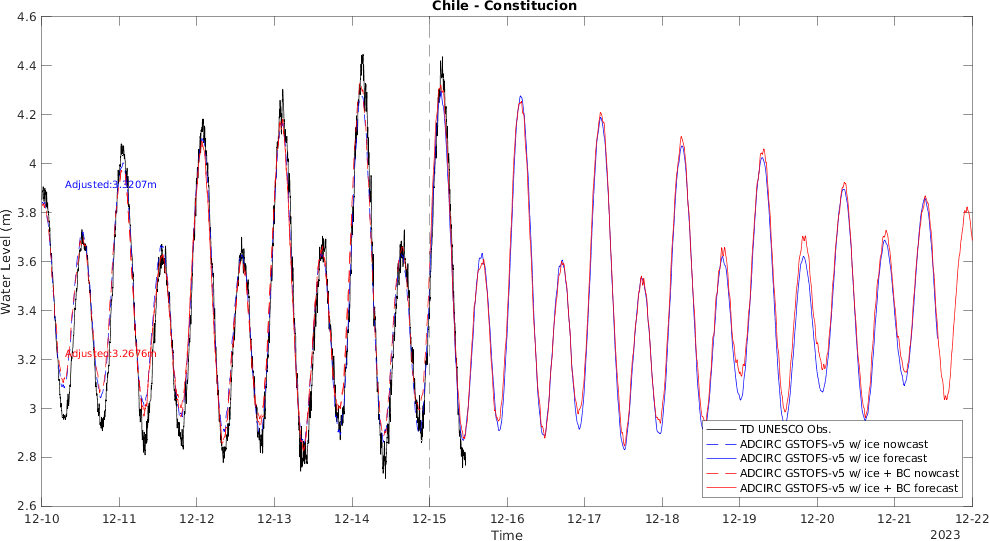 Chile - Constitucion
4.6
4.4
4.2
4
3.8
3.6
3.4
3.2
3
2.8
2.6
Water Level (m)
Adjusted:3.3207m
Adjusted:3.2676m
TD UNESCO Obs.
ADCIRC GSTOFS-v5 w/ ice nowcast
ADCIRC GSTOFS-v5 w/ ice forecast
ADCIRC GSTOFS-v5 w/ ice + BC nowcast
ADCIRC GSTOFS-v5 w/ ice + BC forecast
12-10 12-11 12-12 12-13 12-14 12-15 12-16 12-17 12-18 12-19 12-20 12-21 12-22
Time
2023